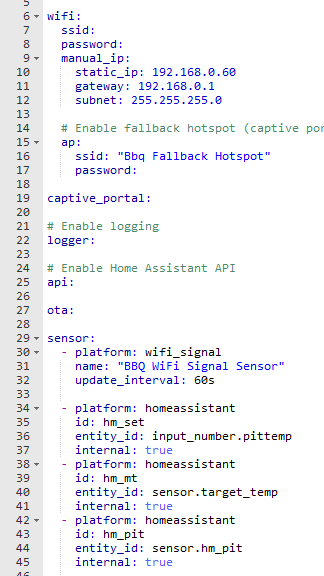 5
6 wifi:
7 ssid:
8 password:
9 manual_ip:
10 static_ip: 192.168.0.60
11 gateway: 192.168.0.1
12 subnet: 255.255.255.0
13
14 # Enable fallback hotspot (captive por
15 ap:
16 ssid: "Bbq Fallback Hotspot"
17 password:
18
19 captive_portal:
20
21 # Enable logging
22 logger:
23
24 # Enable Home Assistant API
25 api:
26
27 ota:
28
29 sensor:
30 - platform: wifi_signal
31 name: "BBQ WiFi Signal Sensor"
32 update_interval: 60s
33
34 - platform: homeassistant
35 id: hm_set
36 entity_id: input_number.pittemp
37 internal: true
38 - platform: homeassistant
39 id: hm_mt
40 entity_id: sensor.target_temp
41 internal: true
42 - platform: homeassistant
43 id: hm_pit
44 entity_id: sensor.hm_pit
45 internal: true